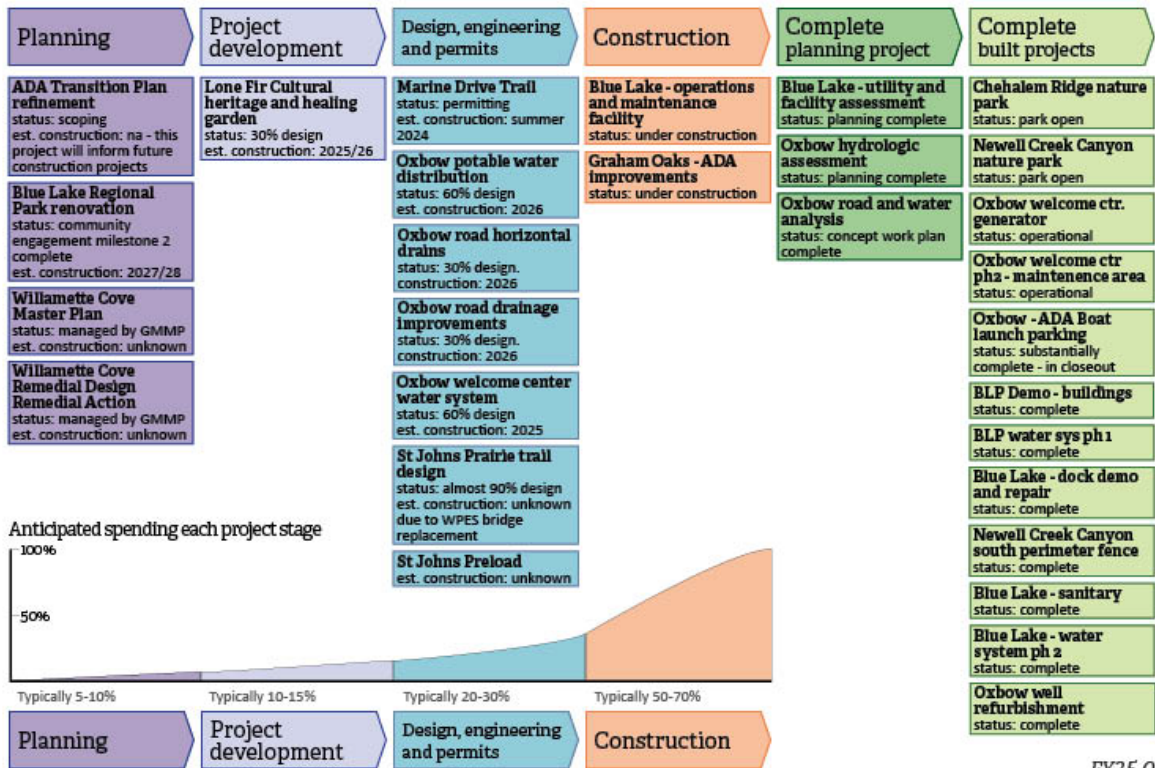 Planning
Project
development
Design, engineering
and permits
Construction
Complete
planning project
Complete
built projects
ADA Transition Plan
refinement
status: scoping
est. construction: na - this
project will inform future
construction projects
Blue Lake Regional
Park renovation
status: community
engagement milestone 2
complete
est. construction: 2027/28
Willamette Cove
Master Plan
status: managed by GMMP
est. construction: unknown
Willamette Cove
Remedial Design
Remedial Action
status: managed by GMMP
est. construction: unknown
Lone Fir Cultural
heritage and healing
garden
status: 30% design
est. construction: 2025/26
Marine Drive Trail
status: permitting
est. construction: summer
2024
Oxbow potable water
distribution
status: 60% design
est. construction: 2026
Oxbow road horizontal
drains
status: 30% design.
construction: 2026
Oxbow road drainage
improvements
status: 30% design.
construction: 2026
Oxbow welcome center
water system
status: 60% design
est. construction: 2025
St Johns Prairie trail
design
status: almost 90% design
est. construction: unknown
due to WPES bridge
replacement
St Johns Preload
est. construction: unknown
Blue Lake - operations
and maintenance
facility
status: under construction
Graham Oaks - ADA
improvements
status: under construction
Blue Lake - utility and
facility assessment
status: planning complete
Oxbow hydrologic
assessment
status: planning complete
Oxbow road and water
analysis
status: concept work plan
complete
Chehalem Ridge nature
park
status: park open
Newell Creek Canyon
nature park
status: park open
Oxbow welcome ctr.
generator
status: operational
Oxbow welcome ctr
ph2 - maintenence area
status: operational
Oxbow - ADA Boat
launch parking
status: substantially
complete - in closeout
BLP Demo - buildings
status: complete
BLP water sys ph 1
status: complete
Blue Lake - dock demo
and repair
status: complete
Newell Creek Canyon
south perimeter fence
status: complete
Blue Lake - sanitary
status: complete
Blue Lake - water
system ph 2
status: complete
Oxbow well
refurbishment
status: complete
Anticipated spending each project stage
100%
50%
Typically 5-10%
Typically 10-15%
Typically 20-30%
Typically 50-70%
Planning
Project
development
Design, engineering
and permits
Construction